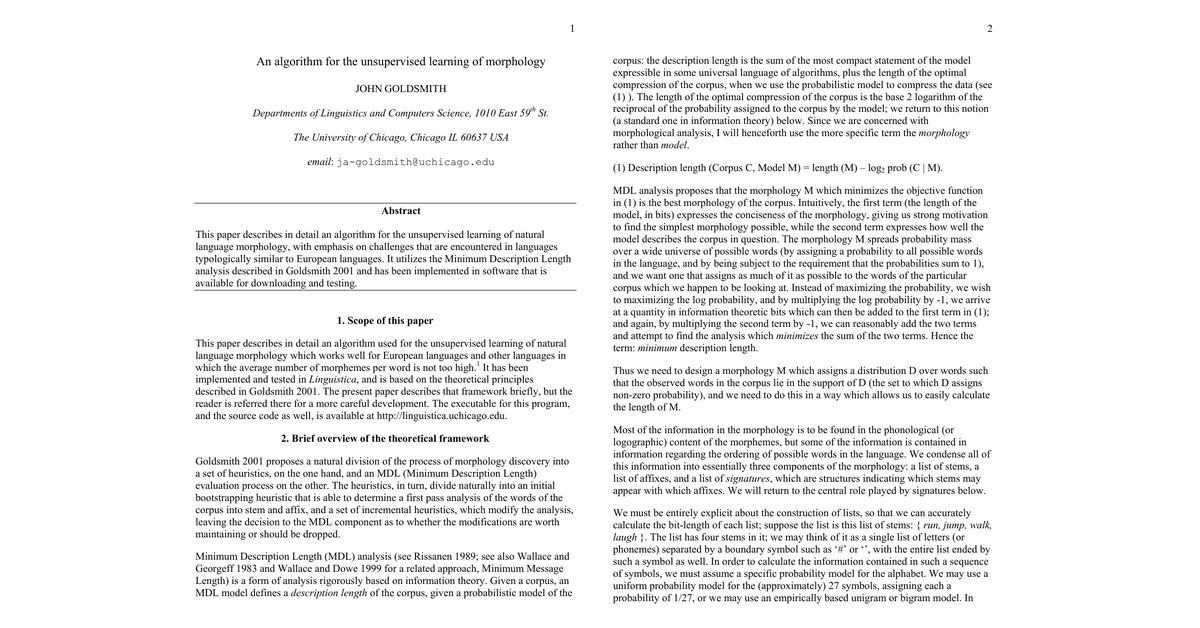 1
An algorithm for the unsupervised learning of morphology
JOHN GOLDSMITH
Departments of Linguistics and Computers Science, 1010 East 59th St.
The University of Chicago, Chicago IL 60637 USA
email: ja-goldsmith@uchicago.edu
Abstract
This paper describes in detail an algorithm for the unsupervised learning of natural
language morphology, with emphasis on challenges that are encountered in languages
typologically similar to European languages. It utilizes the Minimum Description Length
analysis described in Goldsmith 2001 and has been implemented in software that is
available for downloading and testing.
1. Scope of this paper
This paper describes in detail an algorithm used for the unsupervised learning of natural
language morphology which works well for European languages and other languages in
which the average number of morphemes per word is not too high.1 It has been
implemented and tested in Linguistica, and is based on the theoretical principles
described in Goldsmith 2001. The present paper describes that framework briefly, but the
reader is referred there for a more careful development. The executable for this program,
and the source code as well, is available at http://linguistica.uchicago.edu.
2. Brief overview of the theoretical framework
Goldsmith 2001 proposes a natural division of the process of morphology discovery into
a set of heuristics, on the one hand, and an MDL (Minimum Description Length)
evaluation process on the other. The heuristics, in turn, divide naturally into an initial
bootstrapping heuristic that is able to determine a first pass analysis of the words of the
corpus into stem and affix, and a set of incremental heuristics, which modify the analysis,
leaving the decision to the MDL component as to whether the modifications are worth
maintaining or should be dropped.
Minimum Description Length (MDL) analysis (see Rissanen 1989; see also Wallace and
Georgeff 1983 and Wallace and Dowe 1999 for a related approach, Minimum Message
Length) is a form of analysis rigorously based on information theory. Given a corpus, an
MDL model defines a description length of the corpus, given a probabilistic model of the
2
corpus: the description length is the sum of the most compact statement of the model
expressible in some universal language of algorithms, plus the length of the optimal
compression of the corpus, when we use the probabilistic model to compress the data (see
(1) ). The length of the optimal compression of the corpus is the base 2 logarithm of the
reciprocal of the probability assigned to the corpus by the model; we return to this notion
(a standard one in information theory) below. Since we are concerned with
morphological analysis, I will henceforth use the more specific term the morphology
rather than model.
(1) Description length (Corpus C, Model M) = length (M) – log2 prob (C | M).
MDL analysis proposes that the morphology M which minimizes the objective function
in (1) is the best morphology of the corpus. Intuitively, the first term (the length of the
model, in bits) expresses the conciseness of the morphology, giving us strong motivation
to find the simplest morphology possible, while the second term expresses how well the
model describes the corpus in question. The morphology M spreads probability mass
over a wide universe of possible words (by assigning a probability to all possible words
in the language, and by being subject to the requirement that the probabilities sum to 1),
and we want one that assigns as much of it as possible to the words of the particular
corpus which we happen to be looking at. Instead of maximizing the probability, we wish
to maximizing the log probability, and by multiplying the log probability by -1, we arrive
at a quantity in information theoretic bits which can then be added to the first term in (1);
and again, by multiplying the second term by -1, we can reasonably add the two terms
and attempt to find the analysis which minimizes the sum of the two terms. Hence the
term: minimum description length.
Thus we need to design a morphology M which assigns a distribution D over words such
that the observed words in the corpus lie in the support of D (the set to which D assigns
non-zero probability), and we need to do this in a way which allows us to easily calculate
the length of M.
Most of the information in the morphology is to be found in the phonological (or
logographic) content of the morphemes, but some of the information is contained in
information regarding the ordering of possible words in the language. We condense all of
this information into essentially three components of the morphology: a list of stems, a
list of affixes, and a list of signatures, which are structures indicating which stems may
appear with which affixes. We will return to the central role played by signatures below.
We must be entirely explicit about the construction of lists, so that we can accurately
calculate the bit-length of each list; suppose the list is this list of stems: { run, jump, walk,
laugh }. The list has four stems in it; we may think of it as a single list of letters (or
phonemes) separated by a boundary symbol such as ‘#’ or ‘’, with the entire list ended by
such a symbol as well. In order to calculate the information contained in such a sequence
of symbols, we must assume a specific probability model for the alphabet. We may use a
uniform probability model for the (approximately) 27 symbols, assigning each a
probability of 1/27, or we may use an empirically based unigram or bigram model. In